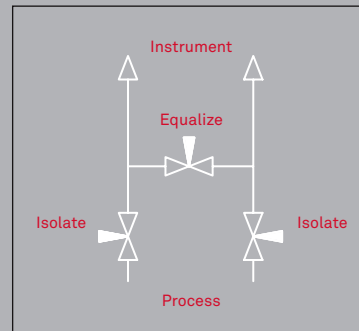 Instrument
Equalize
Isolate
Isolate
Process